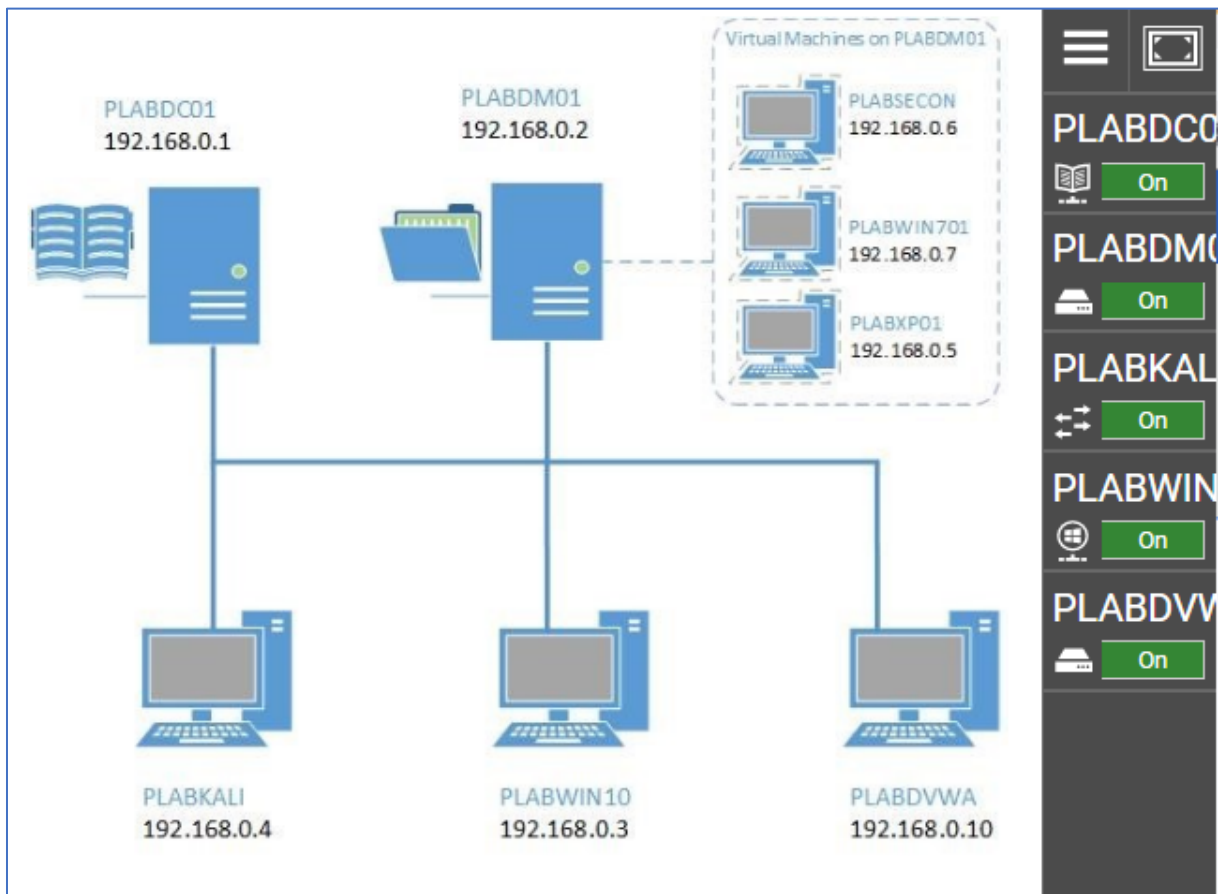 Virtual Machines on PLABDM01
PLABDC01
192.168.0.1
PLABDM01
192.168.0.2
PLABSECON
192.168.0.6
PLABWIN701
192.168.0.7
PLABXP01
192.168.0.5
PLABKALI
192.168.0.4
PLABWIN10
192.168.0.3
PLABDVWA
192.168.0.10
PLABDC0
On
PLABDM0
On
PLABKAL
On
PLABWIN
On
PLABDVW
On